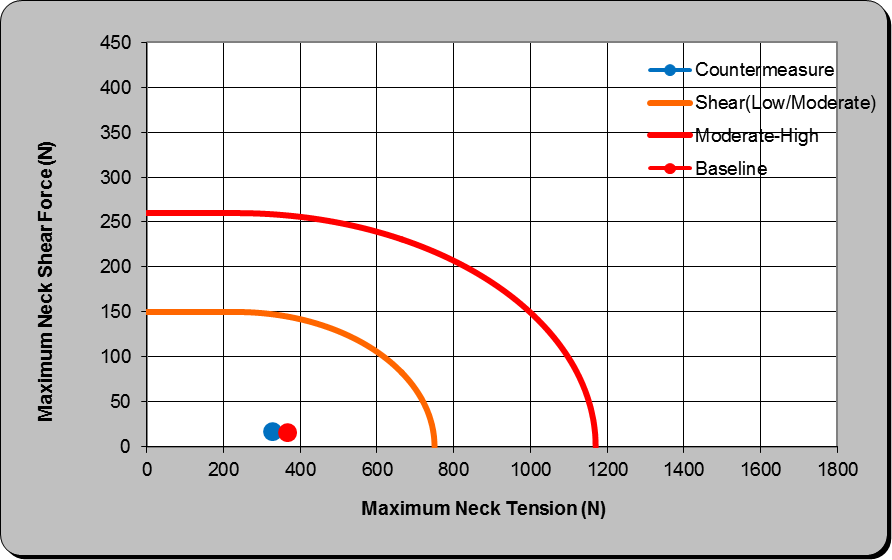 450
400
350
300
250
200
150
100
50
0
Maximum Neck Shear Force (N)
Countermeasure
Shear(Low/Moderate)
Moderate-High
Baseline
0 200 400 600 800 1000 1200 1400 1600 1800
Maximum Neck Tension (N)